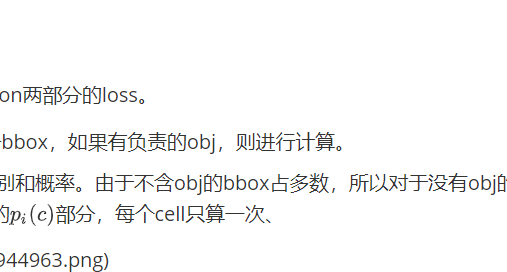 on两部分的loss。
bbox，如果有负责的obj，则进行计算。
别和概率。由于不含obj的bbox占多数，所以对于没有obj的
的p_i(c)部分，每个cell只算一次、
944963.png)